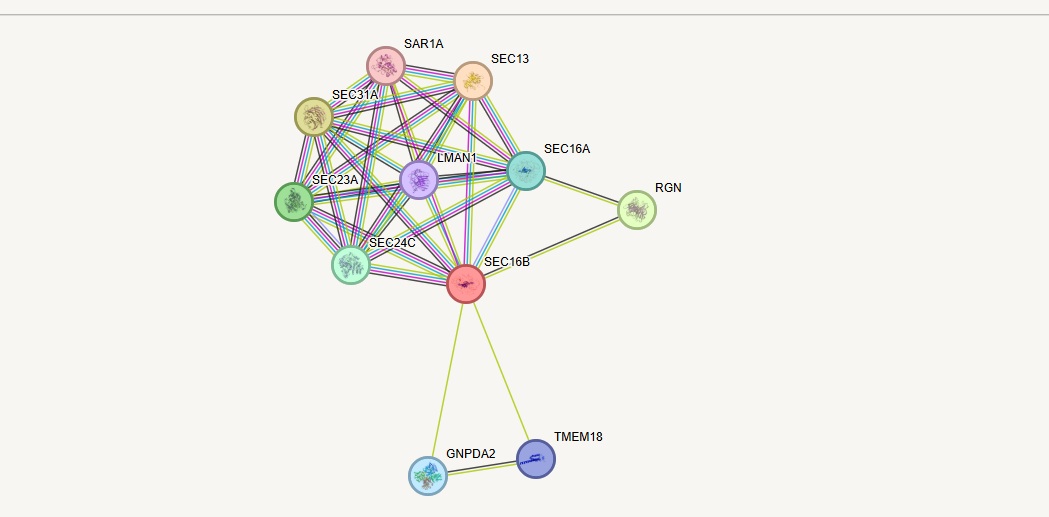 SAR1A
SEC13
SEC31A
SEC16A
LMAN1
SEC23A
RGN
SEC24C
SEC16B
TMEM18
GNPDA2